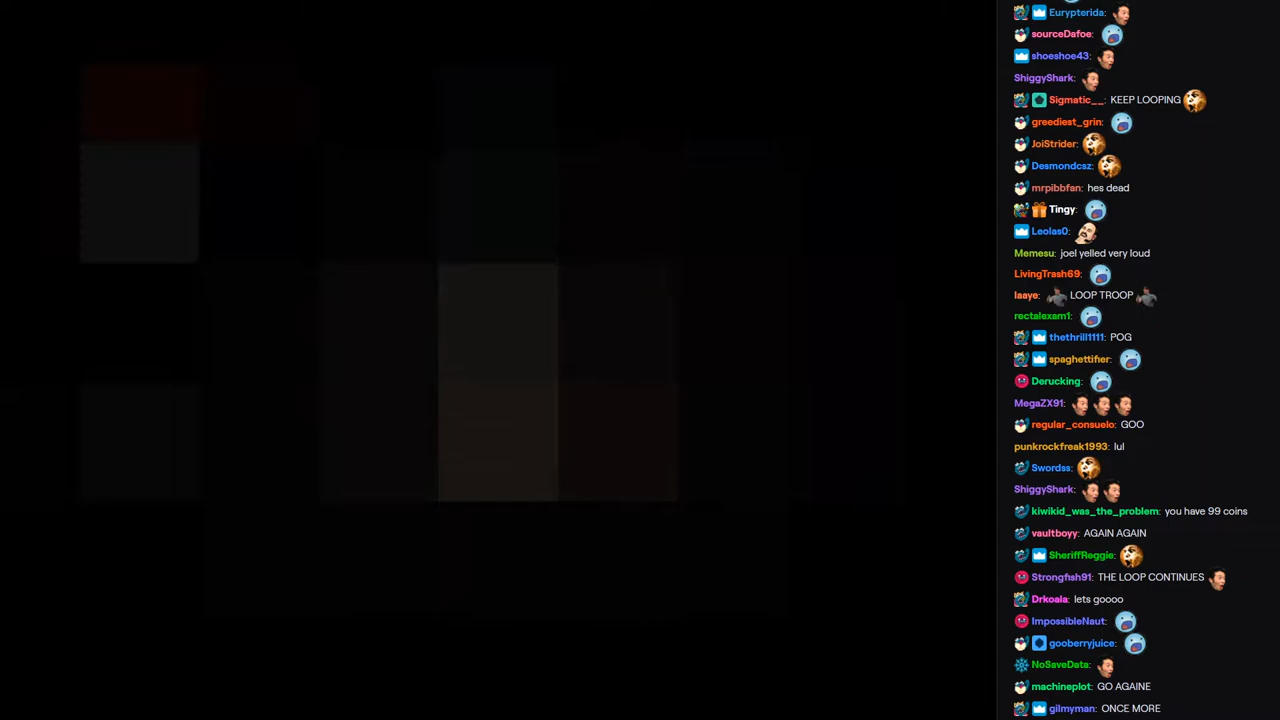 Eurypterida:
sourceDafoe:
shoeshoe43:
ShiggyShark:
Sigmatic__: KEEP LOOPING
greediest_grin:
JoiStrider:
Desmondcsz:
mrpibbfan: hes dead
Tingy:
Leolas0:
Memesu: joel yelled very loud
LivingTrash69:
laaye: LOOP TROOP
rectalexam1:
thethrill1111: POG
spaghettifier:
Derucking:
MegaZX91:
regular_consuelo: GOO
punkrockfreak1993: lul
Swordss:
ShiggyShark:
kiwikid_was_the_problem: you have 99 coins
vaultboyy: AGAIN AGAIN
SheriffReggie:
Strongfish91: THE LOOP CONTINUES
Drkoala: lets goooo
ImpossibleNaut:
gooberryjuice:
NoSaveData:
machineplot: GO AGAINE
gilmyman: ONCE MORE